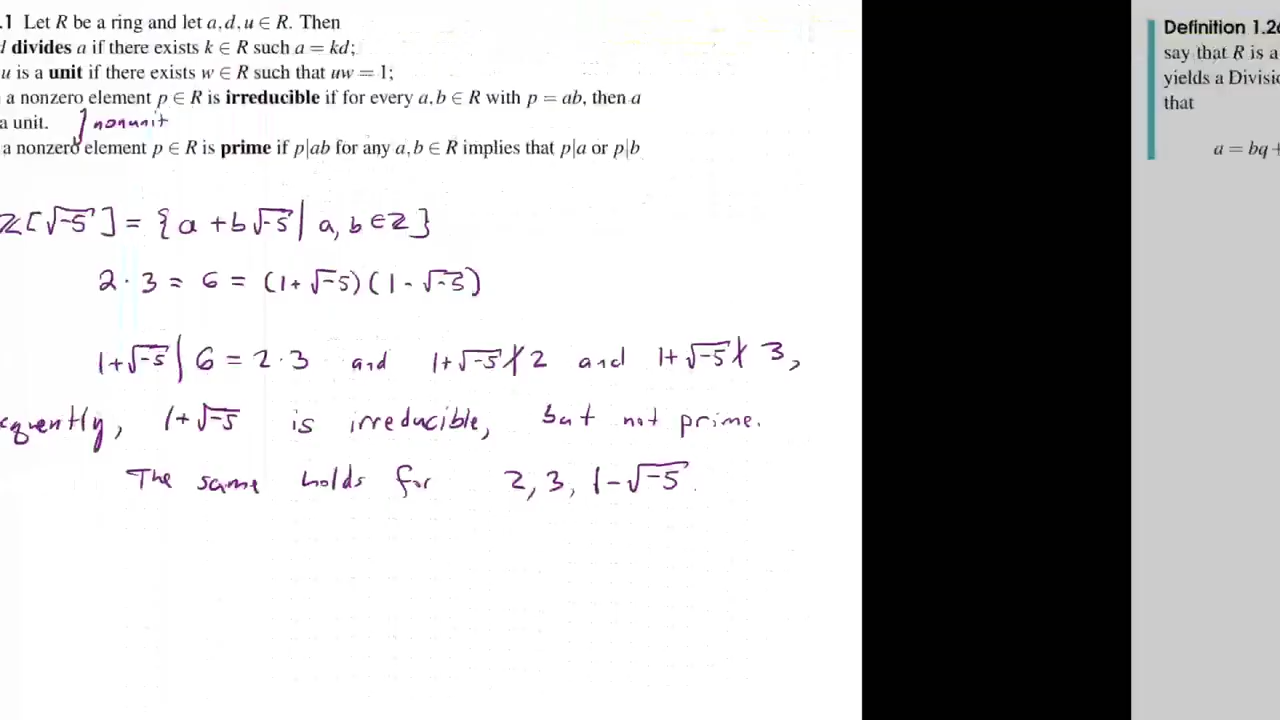 .1 Let R be a ring and let a, d, u ∈ R. Then
d divides a if there exists k ∈ R such a = kd;
u is a unit if there exists w ∈ R such that uw = 1;
a nonzero element p ∈ R is irreducible if for every a, b ∈ R with p = ab, then a
a unit. nonunit
a nonzero element p ∈ R is prime if p|ab for any a, b ∈ R implies that p|a or p|b
ℤ[√-5] = {a + b√-5 | a, b ∈ ℤ}
2 · 3 = 6 = (1+√-5)(1-√-5)
1+√-5 | 6 = 2·3 and 1+√-5 ∤ 2 and 1+√-5 ∤ 3,
equently, 1+√-5 is irreducible, but not prime.
The same holds for 2, 3, 1-√-5.
Definition 1.2
say that R is a
yields a Divisi
that
a = bq +